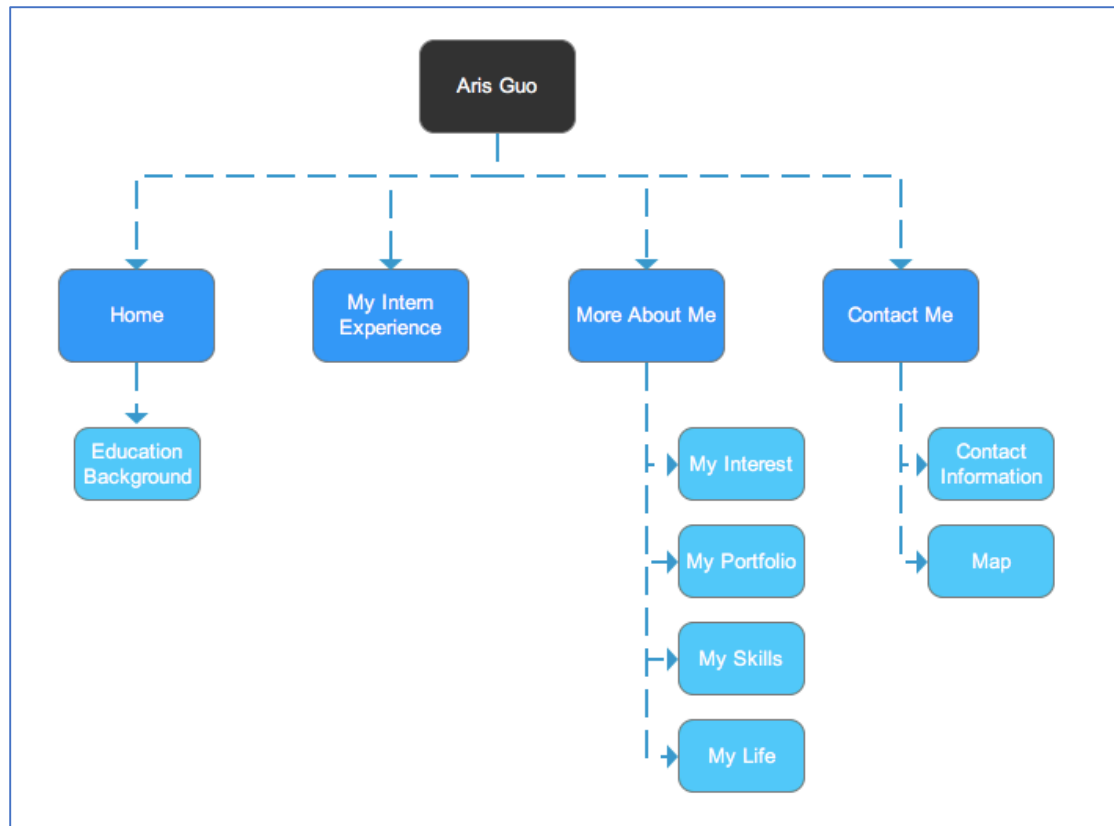 Aris Guo
Home
My Intern
Experience
More About Me
Contact Me
Education
Background
My Interest
My Portfolio
My Skills
My Life
Contact
Information
Map